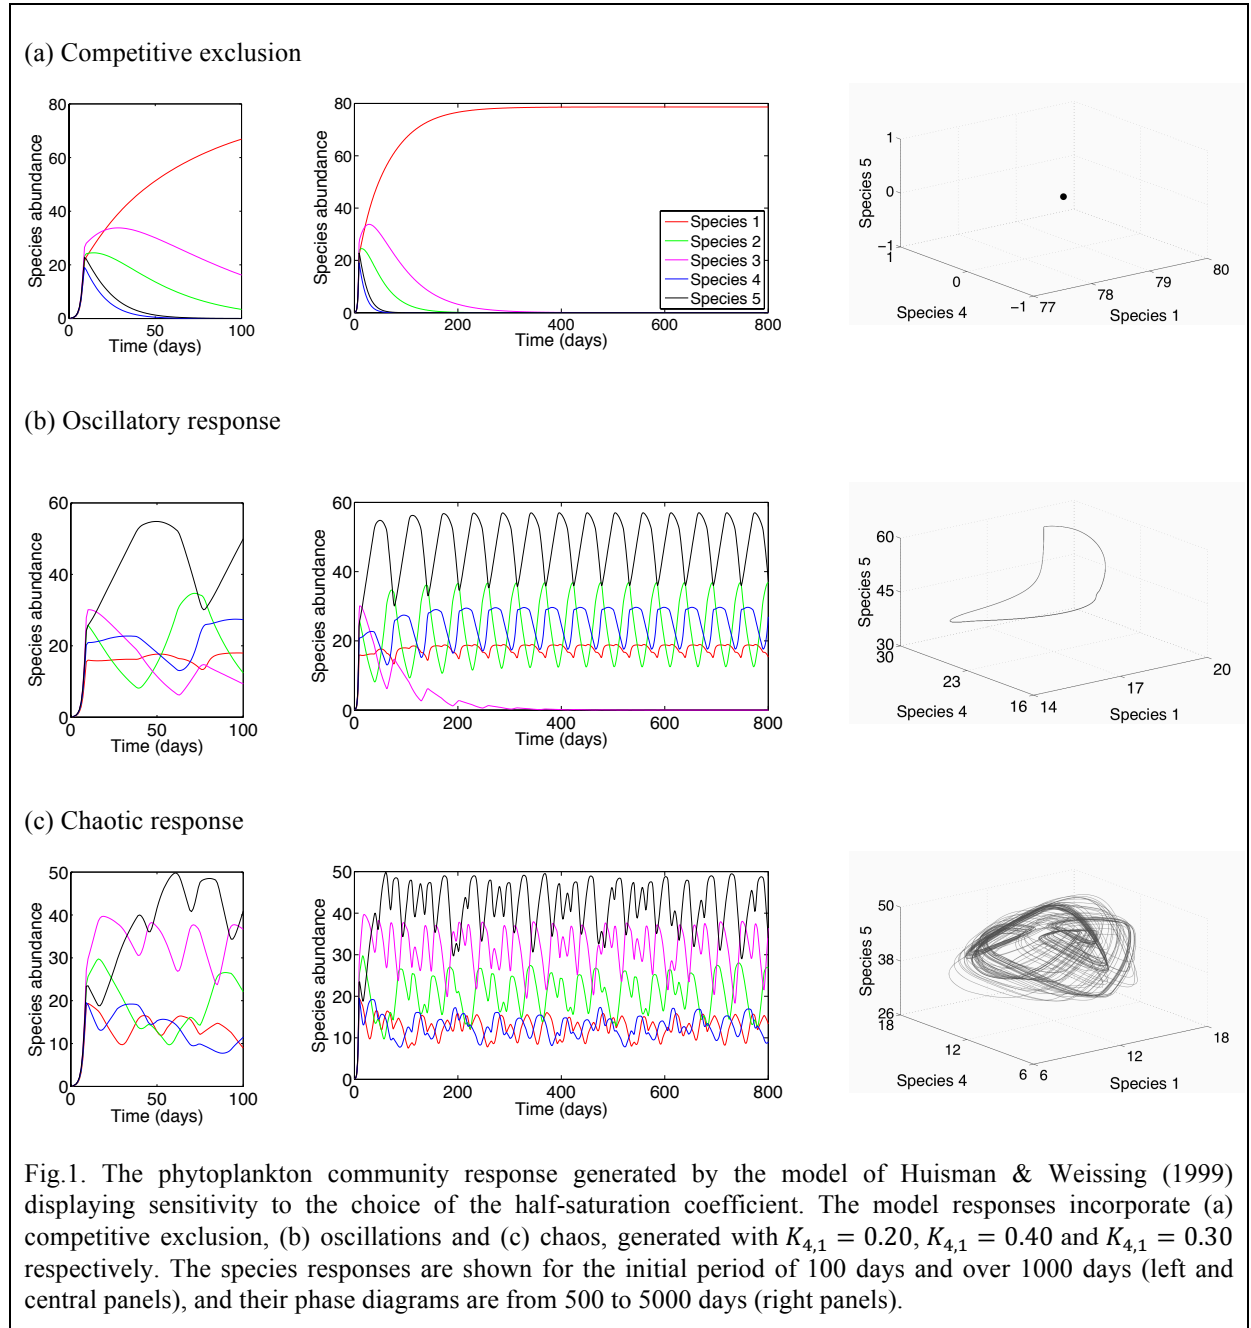 (a) Competitive exclusion
80
60
40
20
0
0
50
100
Species abundance
Time (days)
80
60
40
20
0
0
200
400
600
800
Species abundance
Time (days)
Species 1
Species 2
Species 3
Species 4
Species 5
1
0
−1
Species 5
1
0
−1
Species 4
77
78
79
80
Species 1
(b) Oscillatory response
60
40
20
0
0
50
100
Species abundance
Time (days)
60
50
40
30
20
10
0
0
200
400
600
800
Species abundance
Time (days)
60
45
30
Species 5
30
23
16
Species 4
14
17
20
Species 1
(c) Chaotic response
50
40
30
20
10
0
0
50
100
Species abundance
Time (days)
50
40
30
20
10
0
0
200
400
600
800
Species abundance
Time (days)
50
38
26
Species 5
18
12
6
Species 4
6
12
18
Species 1
Fig.1. The phytoplankton community response generated by the model of Huisman & Weissing (1999)
displaying sensitivity to the choice of the half-saturation coefficient. The model responses incorporate (a)
competitive exclusion, (b) oscillations and (c) chaos, generated with K4,1 = 0.20, K4,1 = 0.40 and K4,1 = 0.30
respectively. The species responses are shown for the initial period of 100 days and over 1000 days (left and
central panels), and their phase diagrams are from 500 to 5000 days (right panels).